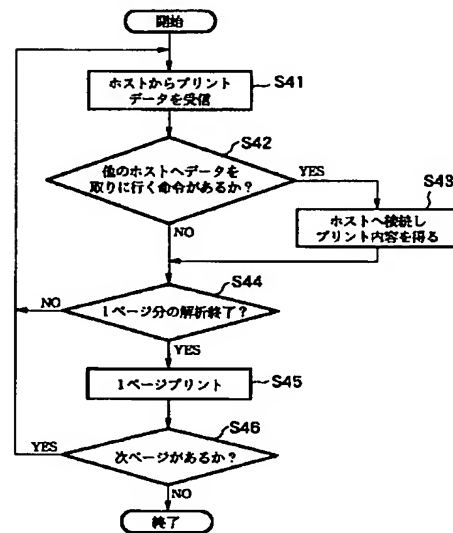 開始
ホストからプリント
データを受信
S41
S42
他のホストへデータを
取りに行く命令があるか?
YES
S43
ホストへ接続し
プリント内容を得る
NO
S44
NO
1ページ分の解析終了?
YES
1ページプリント
S45
S46
YES
次ページがあるか?
NO
終了